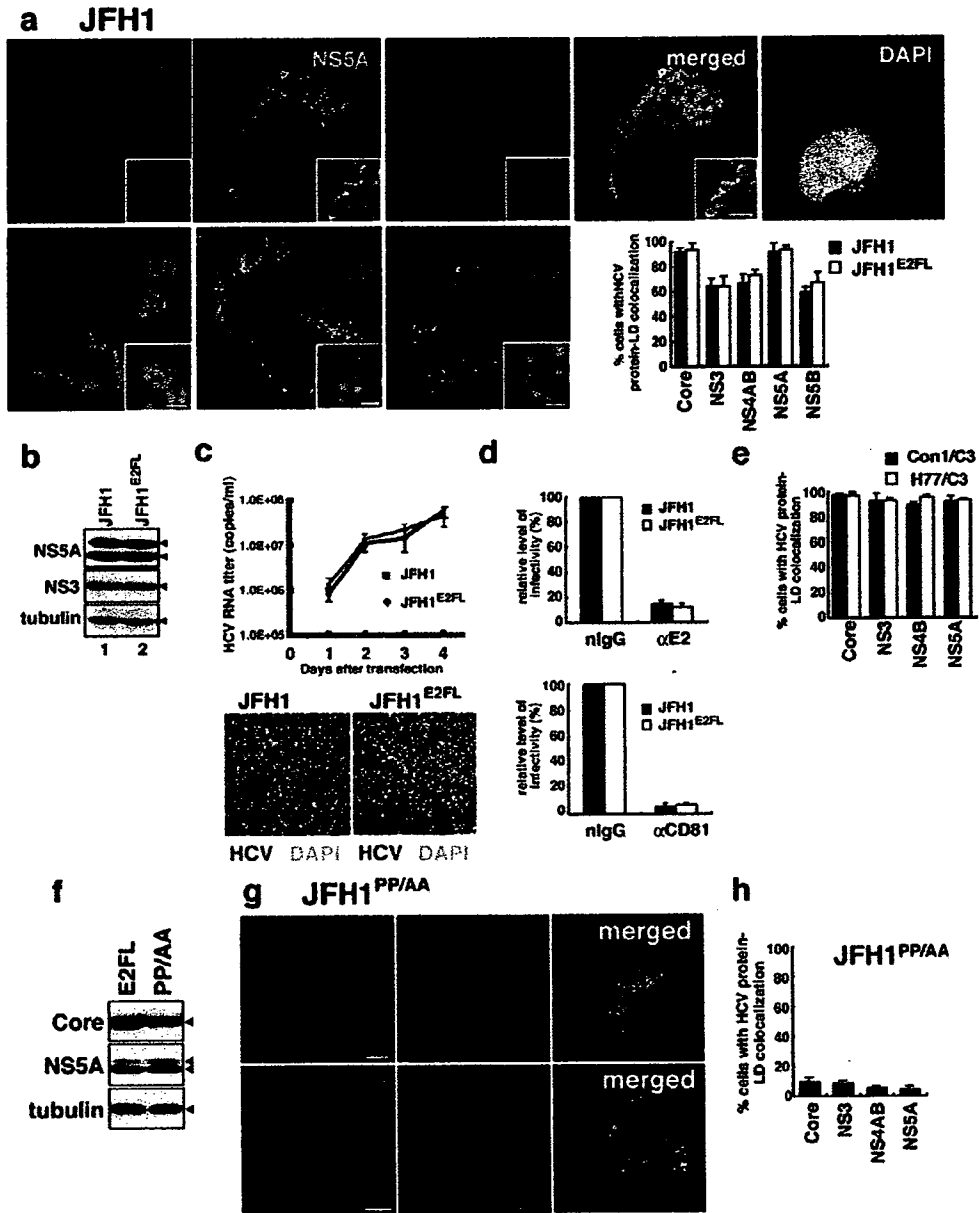 a JFH1
NS5A
merged
DAPI
% cells with HCV
protein-LD colocalization
100
80
60
40
20
0
JFH1
JFH1E2FL
Core
NS3
NS4AB
NS5A
NS5B
b
JFH1
JFH1E2FL
NS5A
NS3
tubulin
1 2
c
HCV RNA titer (copies/ml)
1.0E+08
1.0E+07
1.0E+06
1.0E+05
JFH1
JFH1E2FL
0 1 2 3 4
Days after transfection
JFH1
JFH1E2FL
HCV DAPI
HCV DAPI
d
relative level of
infectivity (%)
100
80
60
40
20
0
JFH1
JFH1E2FL
nIgG αE2
relative level of
infectivity (%)
100
80
60
40
20
0
JFH1
JFH1E2FL
nIgG αCD81
e
Con1/C3
H77/C3
% cells with HCV protein-
LD colocalization
100
80
60
40
20
0
Core
NS3
NS4B
NS5A
f
E2FL
PP/AA
Core
NS5A
tubulin
g JFH1PP/AA
merged
merged
h
JFH1PP/AA
% cells with HCV protein-
LD colocalization
100
80
60
40
20
0
Core
NS3
NS4AB
NS5A